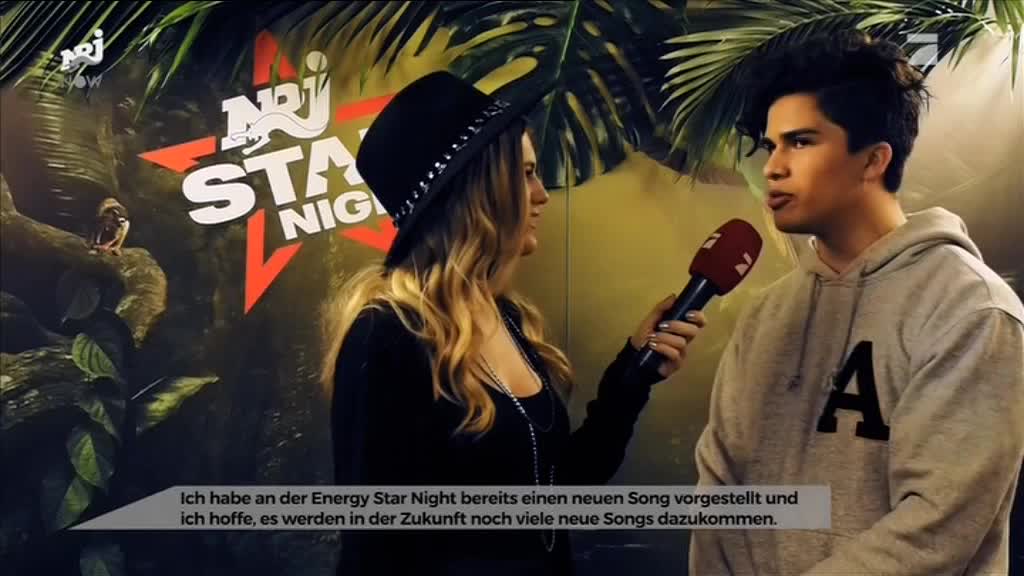 NRJ
NOW
NRJ
STAR
NIGHT
7
A
Ich habe an der Energy Star Night bereits einen neuen Song vorgestellt und
ich hoffe, es werden in der Zukunft noch viele neue Songs dazukommen.